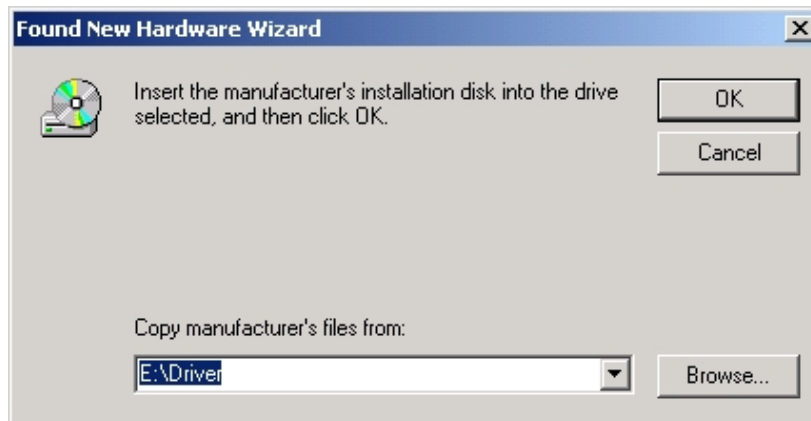 Found New Hardware Wizard
Insert the manufacturer's installation disk into the drive
selected, and then click OK.
OK
Cancel
Copy manufacturer's files from:
E:\Driver
Browse...